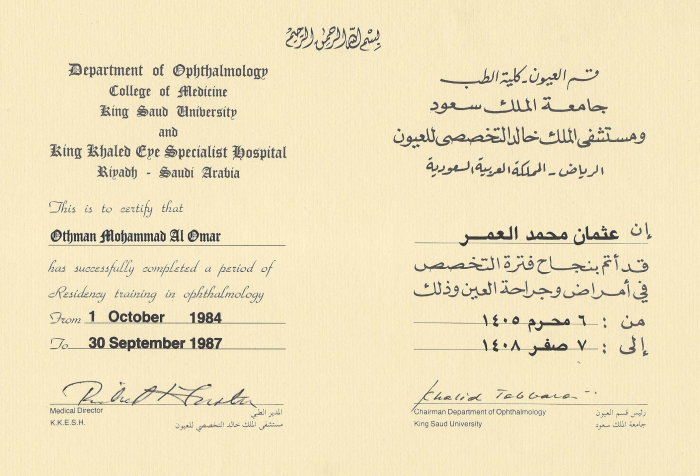 بسم الله الرحمن الرحيم
Department of Ophthalmology
College of Medicine
King Saud University
and
King Khaled Eye Specialist Hospital
Riyadh - Saudi Arabia
This is to certify that
Othman Mohammad Al Omar
has successfully completed a period of
Residency training in ophthalmology
From 1 October 1984
To 30 September 1987
Medical Director
K.K.E.S.H.
المدير الطبي
مستشفى الملك خالد التخصصي للعيون
قسم العيون - كلية الطب
جامعة الملك سعود
ومستشفى الملك خالد التخصصى للعيون
الرياض - المملكة العربية السعودية
إن عثمان محمد العمر
قد أتم بنجاح فترة التخصص
في أمراض وجراحة العين وذلك
من : ٦ محرم ١٤٠٥
إلى : ٧ صفر ١٤٠٨
Khalid Tabbara
Chairman Department of Ophthalmology
King Saud University
رئيس قسم العيون
جامعة الملك سعود